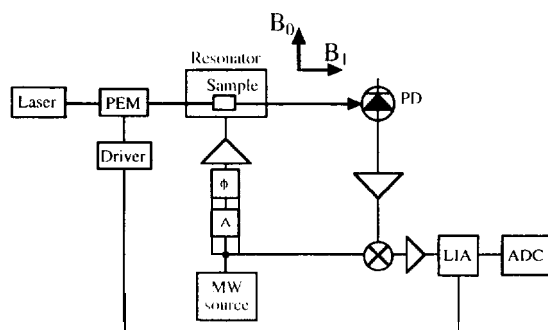 B0
B1
Resonator
Sample
Laser
PEM
PD
Driver
ϕ
A
MW
source
LIA
ADC